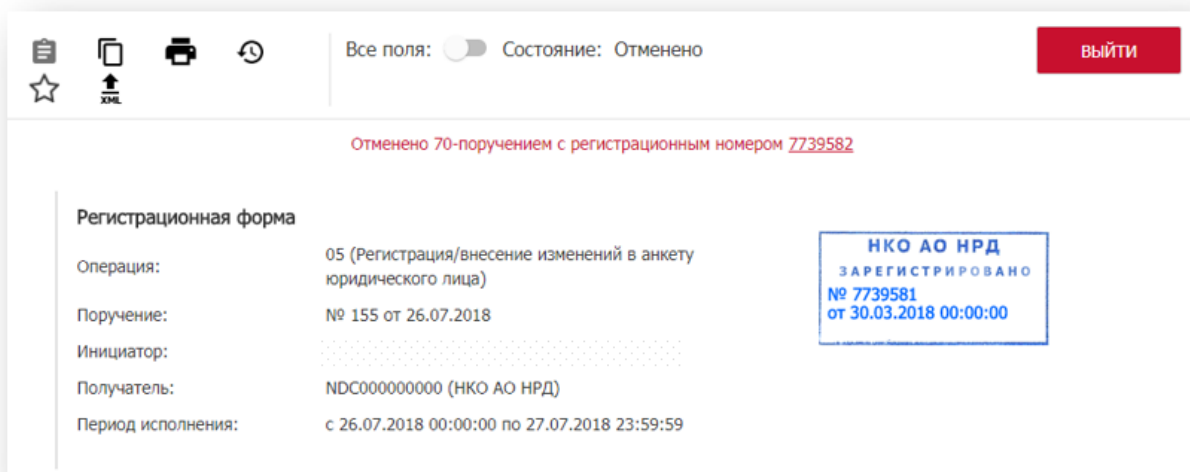 Все поля: Состояние: Отменено
ВЫЙТИ
XML
Отменено 70-поручением с регистрационным номером 7739582
Регистрационная форма
Операция: 05 (Регистрация/внесение изменений в анкету
юридического лица)
Поручение: № 155 от 26.07.2018
Инициатор:
Получатель: NDC000000000 (НКО АО НРД)
Период исполнения: с 26.07.2018 00:00:00 по 27.07.2018 23:59:59
НКО АО НРД
ЗАРЕГИСТРИРОВАНО
№ 7739581
от 30.03.2018 00:00:00